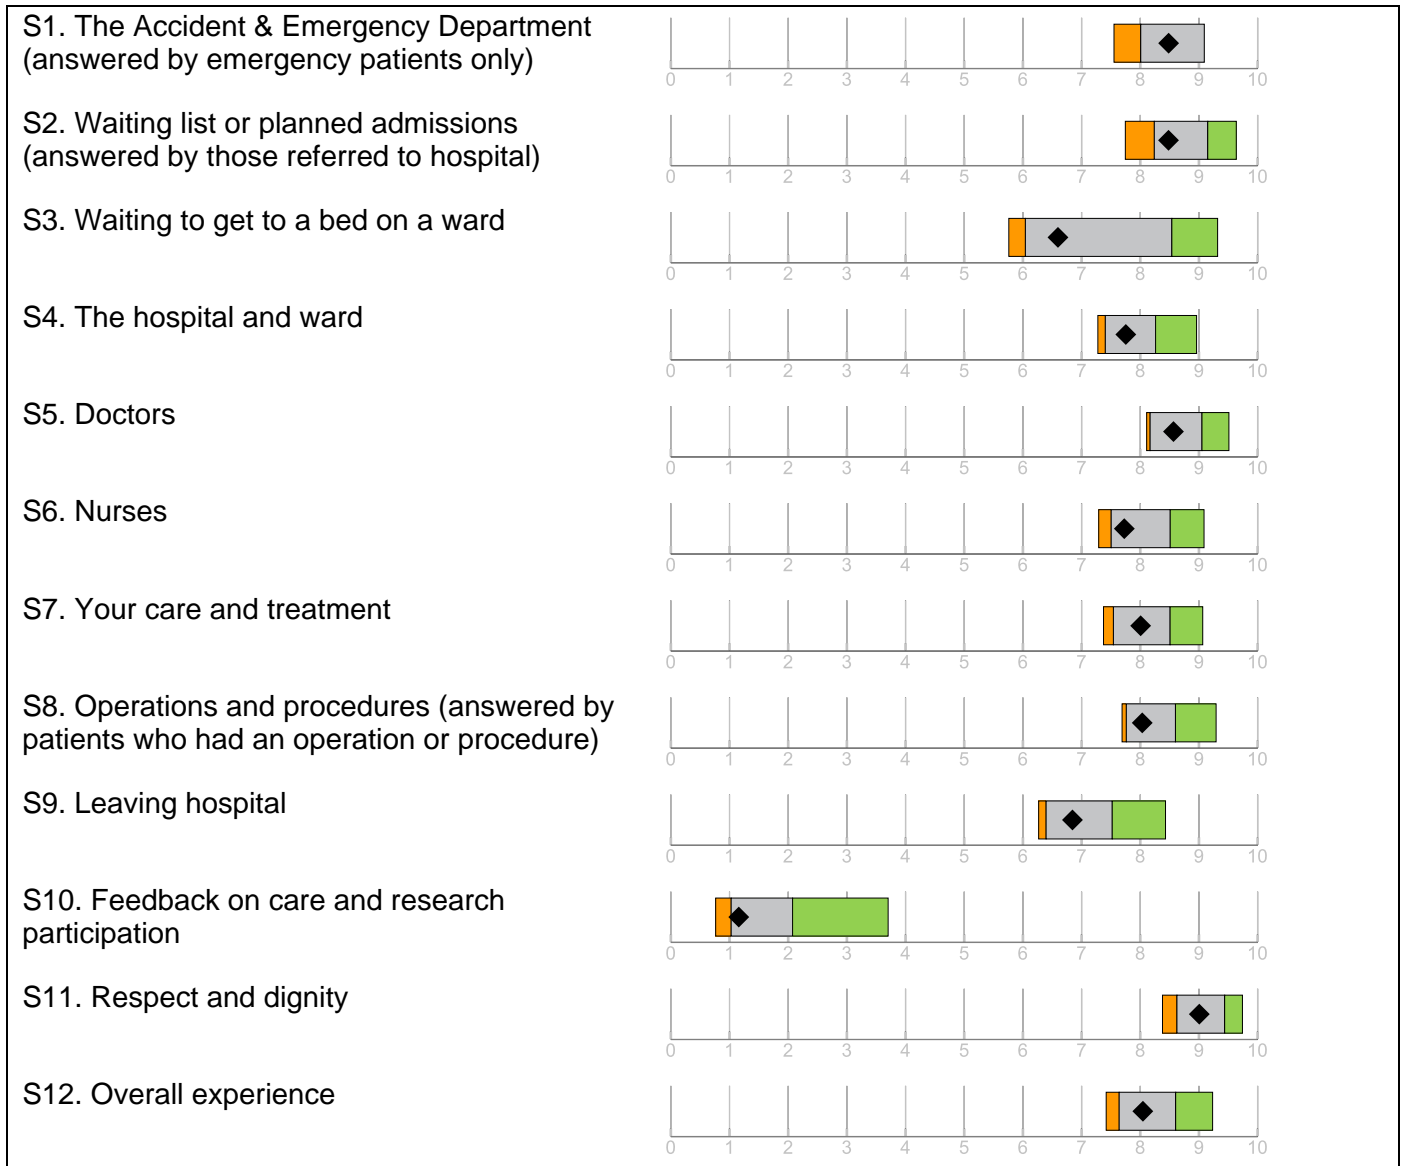 S1. The Accident & Emergency Department
(answered by emergency patients only)
0 1 2 3 4 5 6 7 8 9 10
S2. Waiting list or planned admissions
(answered by those referred to hospital)
0 1 2 3 4 5 6 7 8 9 10
S3. Waiting to get to a bed on a ward
0 1 2 3 4 5 6 7 8 9 10
S4. The hospital and ward
0 1 2 3 4 5 6 7 8 9 10
S5. Doctors
0 1 2 3 4 5 6 7 8 9 10
S6. Nurses
0 1 2 3 4 5 6 7 8 9 10
S7. Your care and treatment
0 1 2 3 4 5 6 7 8 9 10
S8. Operations and procedures (answered by
patients who had an operation or procedure)
0 1 2 3 4 5 6 7 8 9 10
S9. Leaving hospital
0 1 2 3 4 5 6 7 8 9 10
S10. Feedback on care and research
participation
0 1 2 3 4 5 6 7 8 9 10
S11. Respect and dignity
0 1 2 3 4 5 6 7 8 9 10
S12. Overall experience
0 1 2 3 4 5 6 7 8 9 10